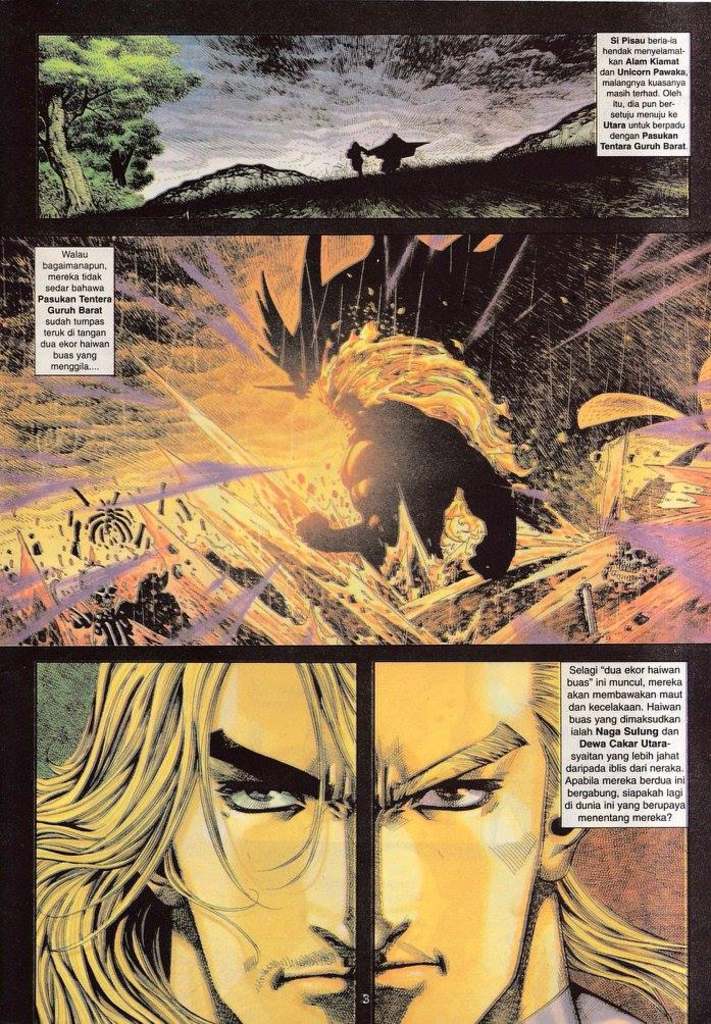 Si Pisau beria-ia
hendak menyelamat-
kan Alam Kiamat
dan Unicorn Pawaka,
malangnya kuasanya
masih terhad. Oleh
itu, dia pun ber-
setuju menuju ke
Utara untuk berpadu
dengan Pasukan
Tentara Guruh Barat.
Walau
bagaimanapun,
mereka tidak
sedar bahawa
Pasukan Tentera
Guruh Barat
sudah tumpas
teruk di tangan
dua ekor haiwan
buas yang
menggila....
Selagi "dua ekor haiwan
buas" ini muncul, mereka
akan membawakan maut
dan kecelakaan. Haiwan
buas yang dimaksudkan
ialah Naga Sulung dan
Dewa Cakar Utara-
syaitan yang lebih jahat
daripada iblis dari neraka.
Apabila mereka berdua ini
bergabung, siapakah lagi
di dunia ini yang berupaya
menentang mereka?
3